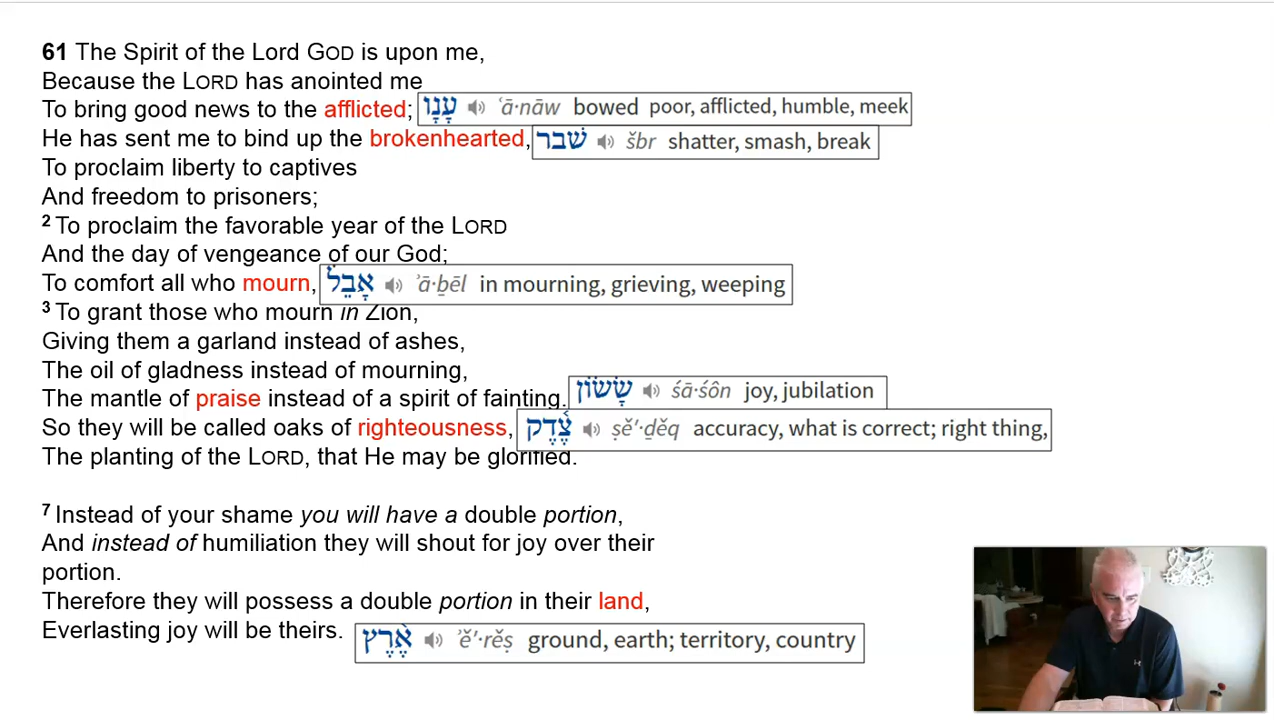 61 The Spirit of the Lord GOD is upon me,
Because the LORD has anointed me
To bring good news to the afflicted; עָנָו ʿā·nāw bowed poor, afflicted, humble, meek
He has sent me to bind up the brokenhearted, שׁבר šbr shatter, smash, break
To proclaim liberty to captives
And freedom to prisoners;
2 To proclaim the favorable year of the LORD
And the day of vengeance of our God;
To comfort all who mourn, אָבֵל ʾā·ḇēl in mourning, grieving, weeping
3 To grant those who mourn in Zion,
Giving them a garland instead of ashes,
The oil of gladness instead of mourning,
The mantle of praise instead of a spirit of fainting. שָׂשׂוֹן śā·śôn joy, jubilation
So they will be called oaks of righteousness, צֶ֫דֶק ṣě′·ḏěq accuracy, what is correct; right thing,
The planting of the LORD, that He may be glorified.
7 Instead of your shame you will have a double portion,
And instead of humiliation they will shout for joy over their
portion.
Therefore they will possess a double portion in their land,
Everlasting joy will be theirs. אֶ֫רֶץ ʾě′·rěṣ ground, earth; territory, country